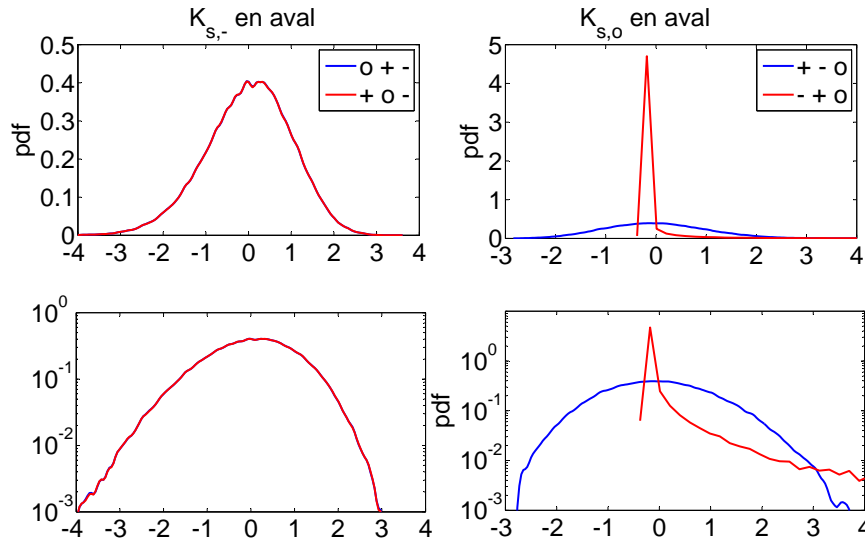 K_{s,-} en aval
K_{s,o} en aval
pdf
0.5
0.4
0.3
0.2
0.1
0
-4 -3 -2 -1 0 1 2 3 4
o + -
+ o -
pdf
5
4
3
2
1
0
-3 -2 -1 0 1 2 3 4
+ - o
- + o
10^0
10^{-1}
10^{-2}
10^{-3}
-4 -3 -2 -1 0 1 2 3 4
pdf
10^0
10^{-1}
10^{-2}
10^{-3}
-3 -2 -1 0 1 2 3 4